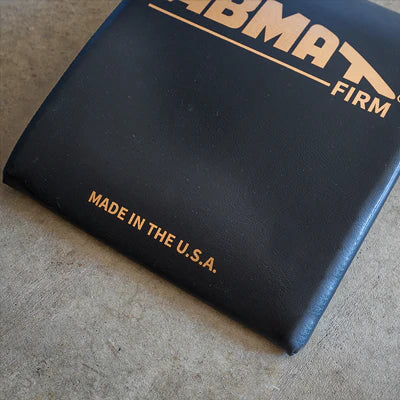 ABMAT
FIRM
MADE IN THE U.S.A.